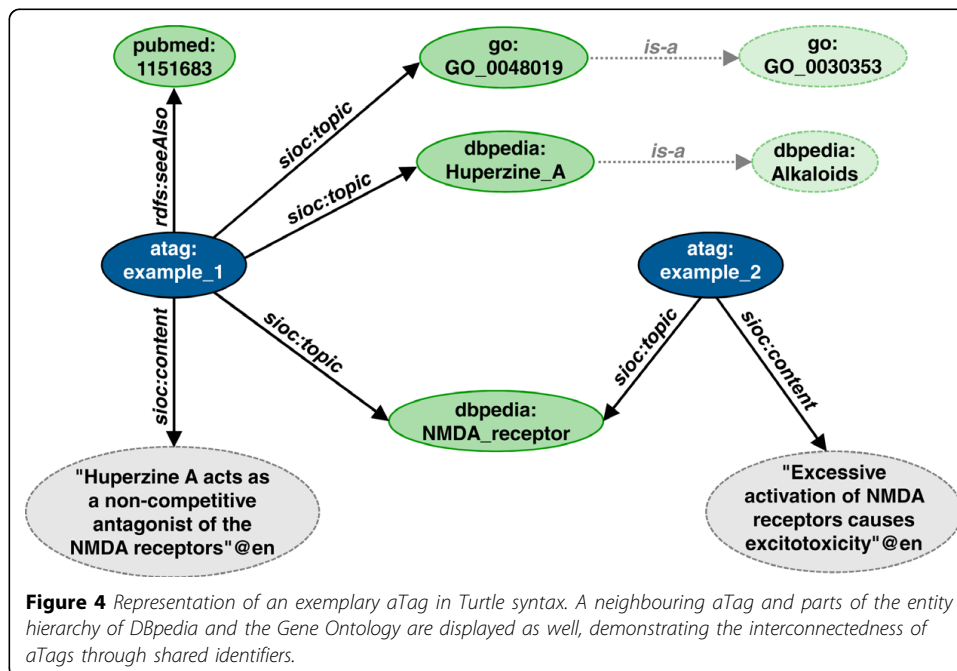 pubmed:
1151683
go:
GO_0048019
is-a
go:
GO_0030353
rdfs:seeAlso
sioc:topic
dbpedia:
Huperzine_A
is-a
dbpedia:
Alkaloids
sioc:topic
atag:
example_1
atag:
example_2
sioc:content
sioc:topic
sioc:topic
sioc:content
dbpedia:
NMDA_receptor
"Huperzine A acts as
a non-competitive
antagonist of the
NMDA receptors"@en
"Excessive
activation of NMDA
receptors causes
excitotoxicity"@en
Figure 4 Representation of an exemplary aTag in Turtle syntax. A neighbouring aTag and parts of the entity
hierarchy of DBpedia and the Gene Ontology are displayed as well, demonstrating the interconnectedness of
aTags through shared identifiers.